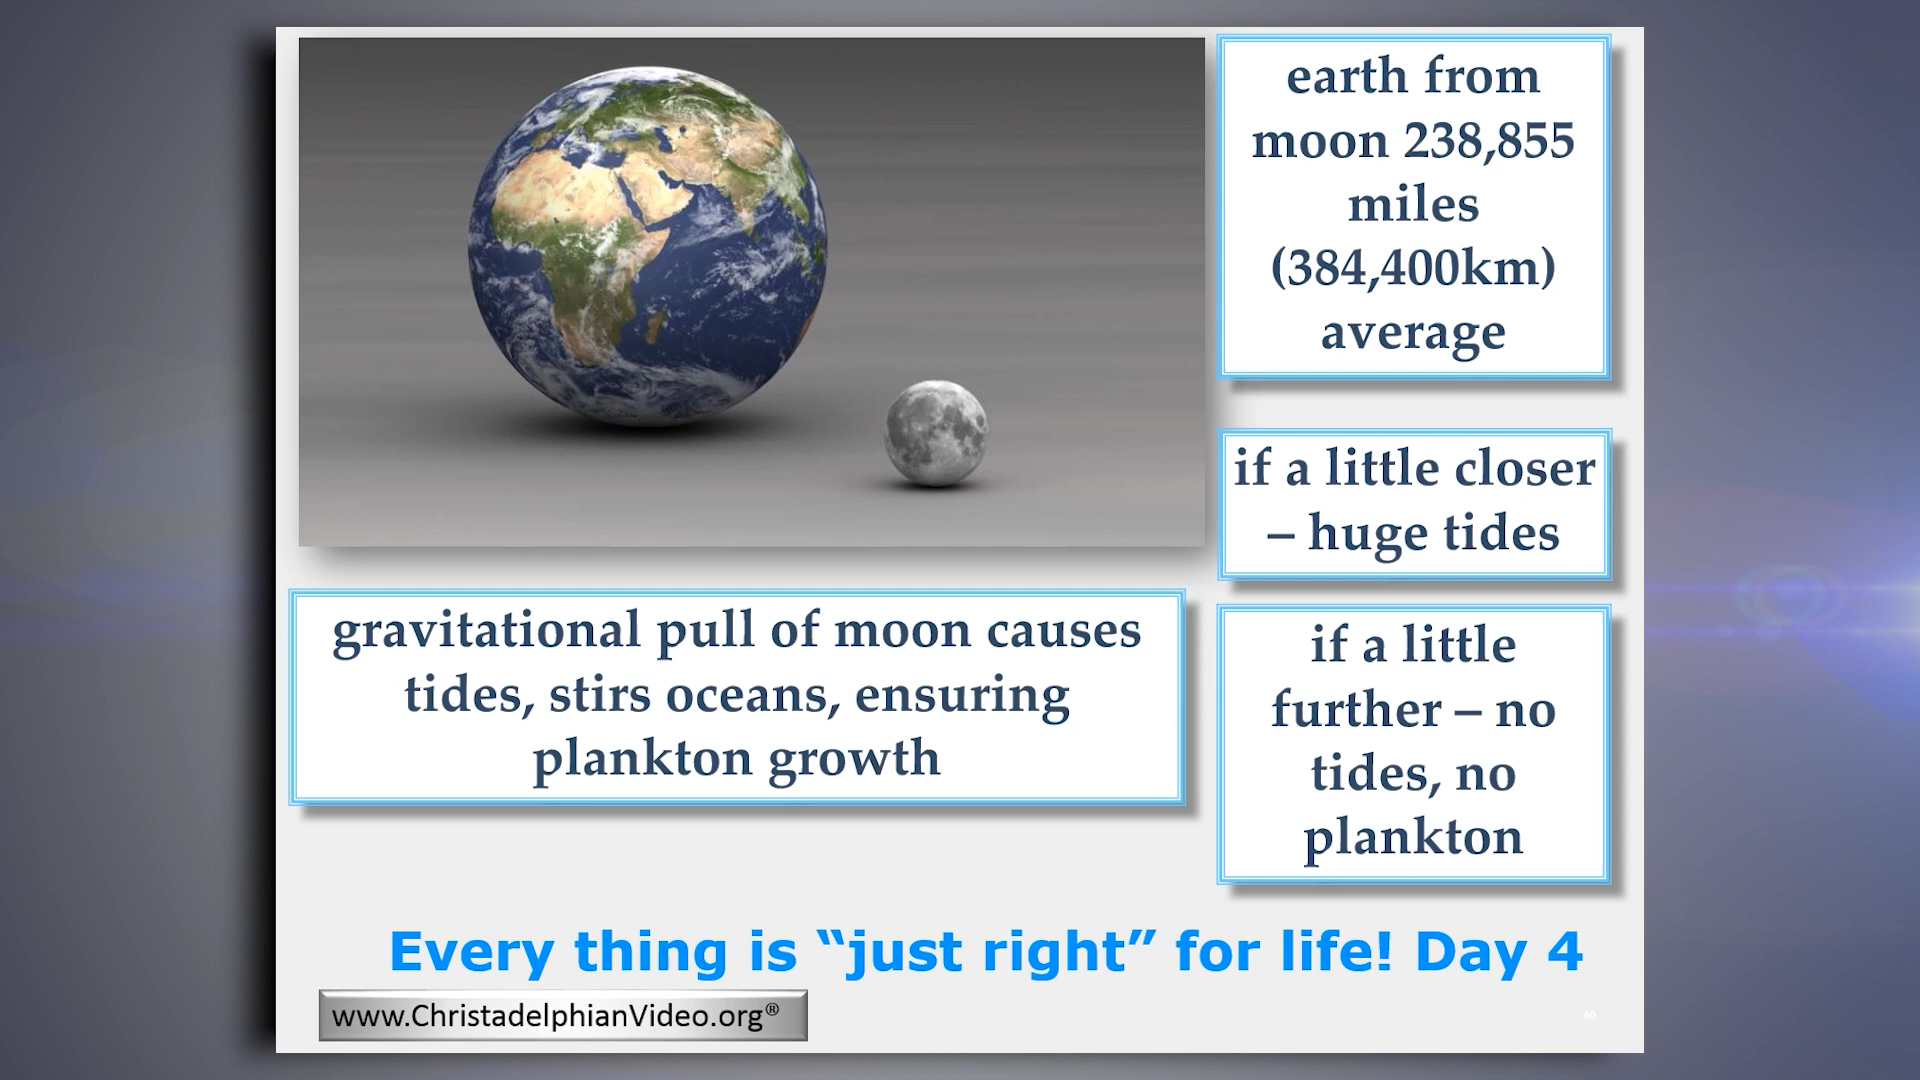 earth from
moon 238,855
miles
(384,400km)
average
if a little closer
– huge tides
gravitational pull of moon causes
tides, stirs oceans, ensuring
plankton growth
if a little
further – no
tides, no
plankton
Every thing is “just right” for life! Day 4
www.ChristadelphianVideo.org®
60